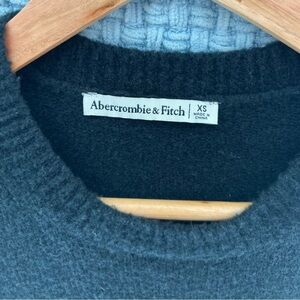 Abercrombie & Fitch
XS
MADE IN
CHINA